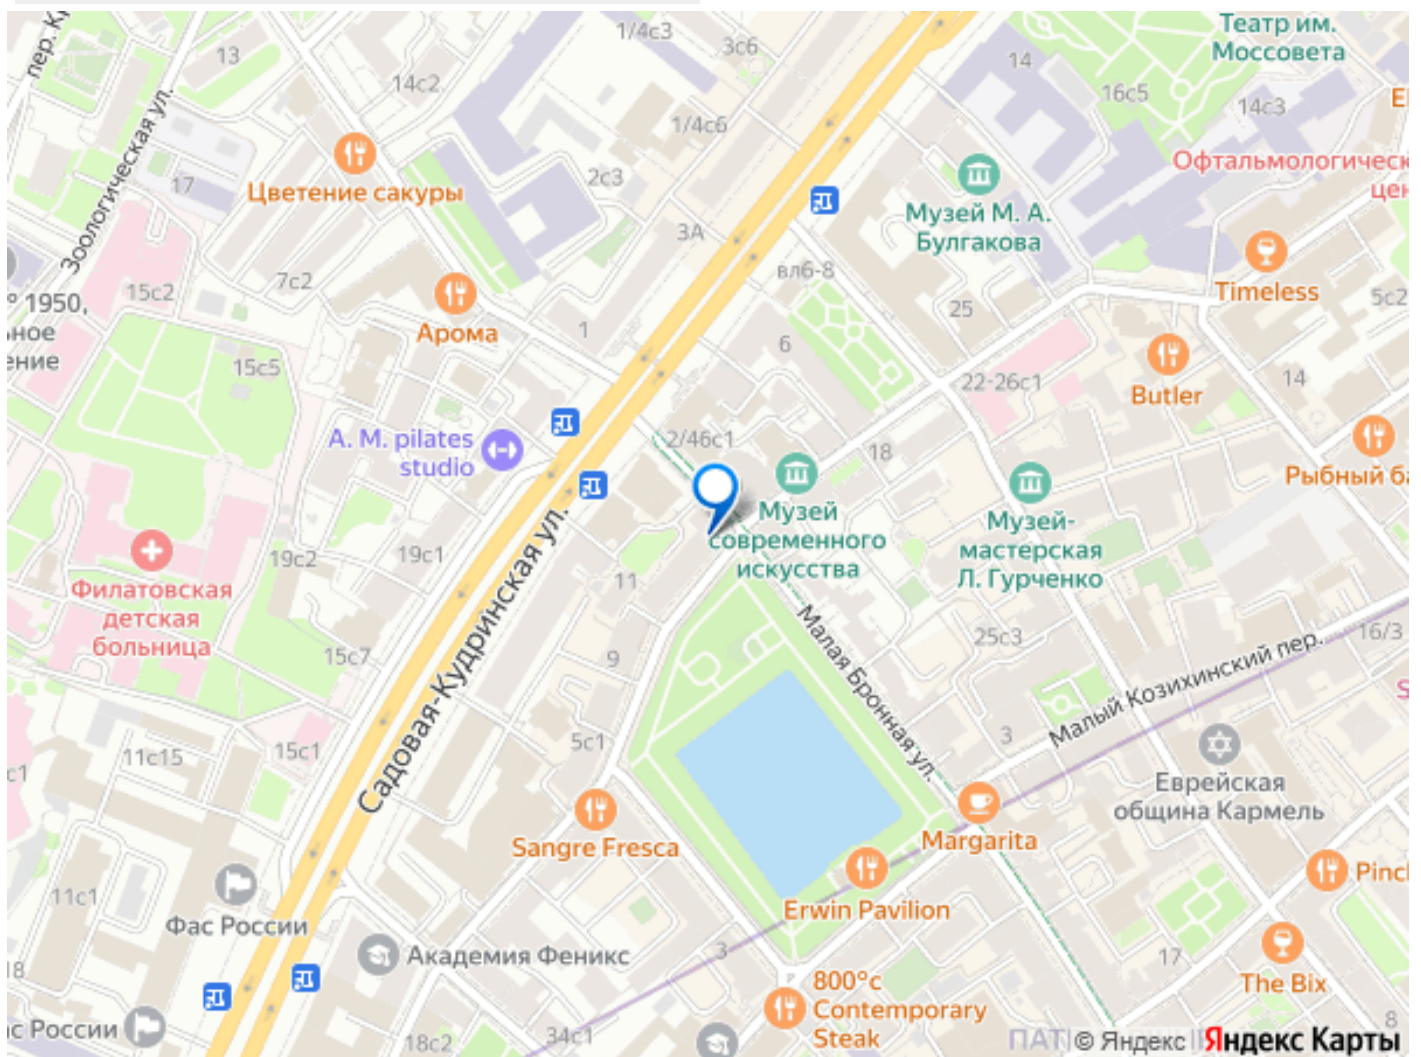 Театр им.
Моссовета
1/4с3
3с6
14
13
пер. Кр
14с2
16с5
14с3
1/4с6
Зоологическая ул.
17
Цветение сакуры
2с3
Музей М. А.
Булгакова
Офтальмологическ
цен
3А
вл6-8
15с2
7с2
Арома
25
Timeless
5с2
° 1950,
ьное
ение
1
6
15с5
22-26с1
Butler
14
A. M. pilates
studio
2/46с1
18
Рыбный ба
Музей
современного
искусства
Музей-
мастерская
Л. Гурченко
19с2
19с1
Филатовская
детская
больница
11
Садовая-Кудринская ул.
Малая Бронная ул.
25с3
16/3
Малый Козихинский пер.
15с7
9
S
5с1
3
15с1
11с15
с1
Еврейская
община Кармель
Sangre Fresca
Margarita
Pincl
11с1
Фас России
Erwin Pavilion
Академия Феникс
3
17
The Bix
18
800°c
Contemporary
Steak
с России
18с2
34с1
8
ПАТ
© Яндекс Яндекс Карты